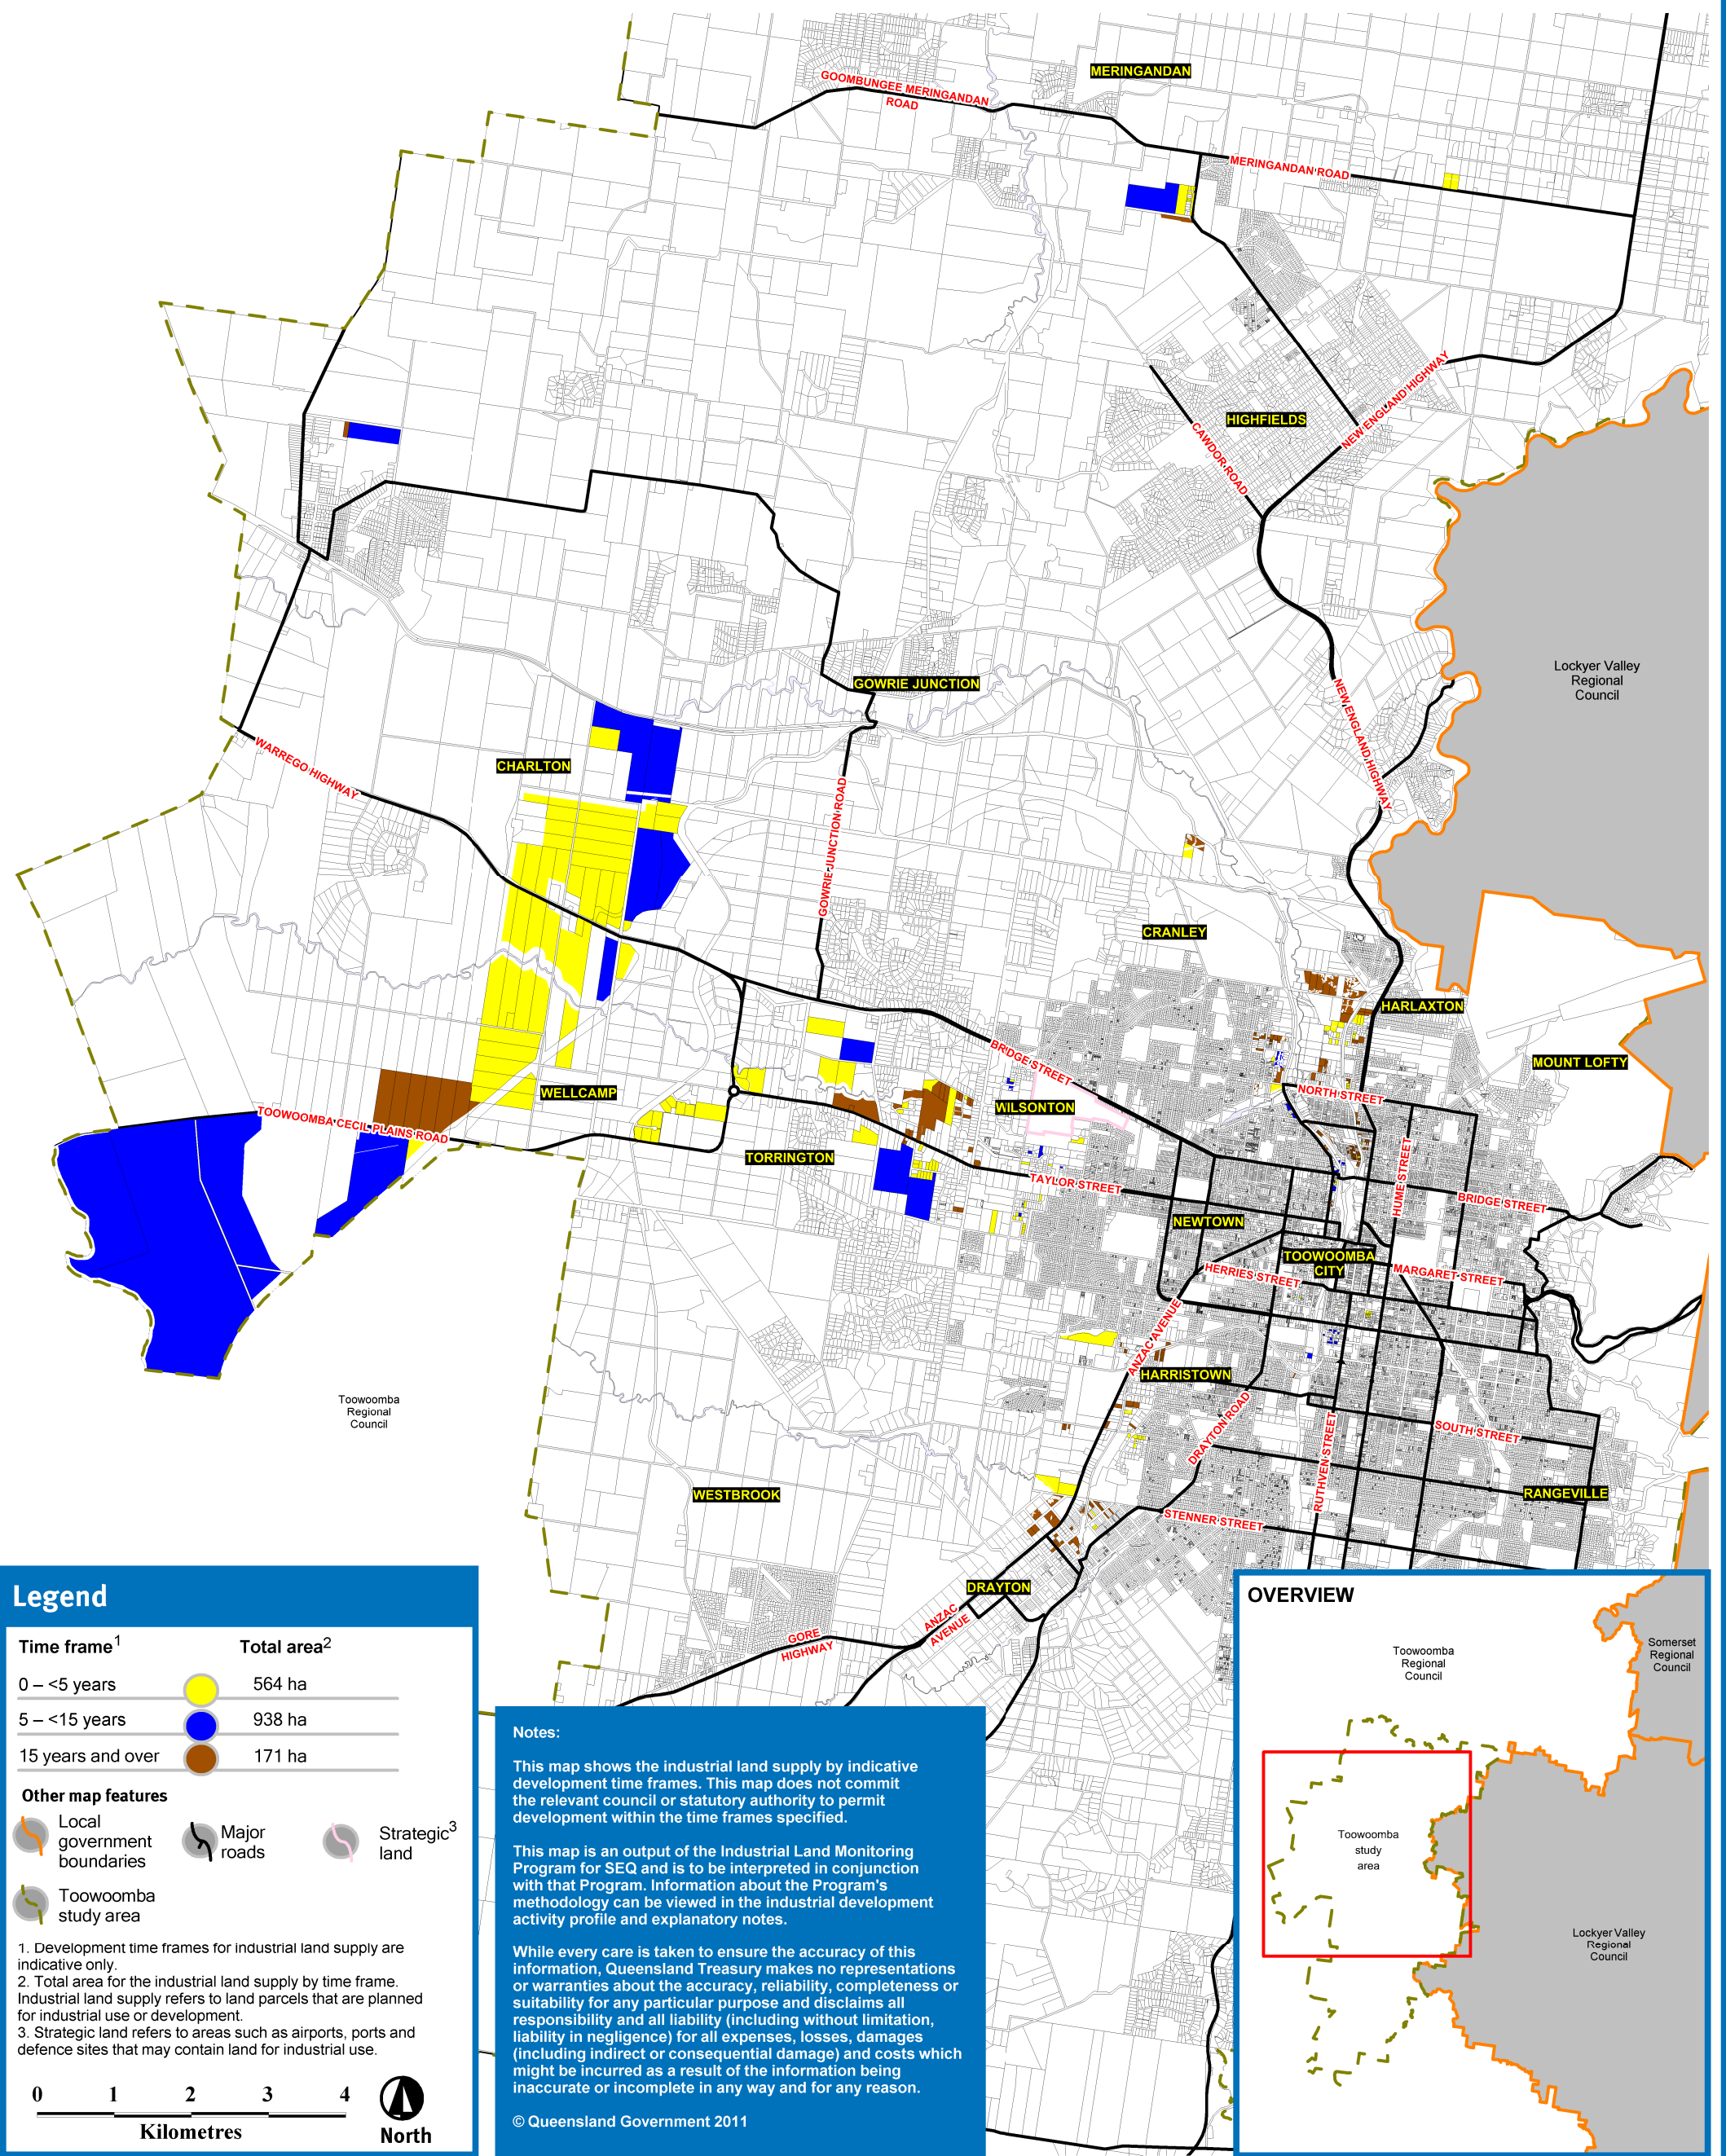 MERINGANDAN
GOOMBUNGEE MERINGANDAN
ROAD
MERINGANDAN ROAD
HIGHFIELDS
NEW ENGLAND HIGHWAY
CAWDOR ROAD
Lockyer Valley
Regional
Council
GOWRIE JUNCTION
NEW ENGLAND HIGHWAY
WARREGO HIGHWAY
CHARLTON
GOWRIE JUNCTION ROAD
CRANLEY
HARLAXTON
MOUNT LOFTY
BRIDGE STREET
WELLCAMP
NORTH STREET
WILSONTON
TOOWOOMBA CECIL PLAINS ROAD
TORRINGTON
TAYLOR STREET
HUME STREET
BRIDGE STREET
NEWTOWN
TOOWOOMBA
CITY
HERRIES STREET
MARGARET STREET
ANZAC AVENUE
HARRISTOWN
Toowoomba
Regional
Council
DRAYTON ROAD
RUTHVEN STREET
SOUTH STREET
WESTBROOK
RANGEVILLE
STENNER STREET
DRAYTON
ANZAC
AVENUE
GORE
HIGHWAY
Legend
Time frame1 Total area2
0 – <5 years 564 ha
5 – <15 years 938 ha
15 years and over 171 ha
Other map features
Local
government
boundaries
Major
roads
Strategic3
land
Toowoomba
study area
1. Development time frames for industrial land supply are
indicative only.
2. Total area for the industrial land supply by time frame.
Industrial land supply refers to land parcels that are planned
for industrial use or development.
3. Strategic land refers to areas such as airports, ports and
defence sites that may contain land for industrial use.
0 1 2 3 4
Kilometres
North
Notes:
This map shows the industrial land supply by indicative
development time frames. This map does not commit
the relevant council or statutory authority to permit
development within the time frames specified.
This map is an output of the Industrial Land Monitoring
Program for SEQ and is to be interpreted in conjunction
with that Program. Information about the Program's
methodology can be viewed in the industrial development
activity profile and explanatory notes.
While every care is taken to ensure the accuracy of this
information, Queensland Treasury makes no representations
or warranties about the accuracy, reliability, completeness or
suitability for any particular purpose and disclaims all
responsibility and all liability (including without limitation,
liability in negligence) for all expenses, losses, damages
(including indirect or consequential damage) and costs which
might be incurred as a result of the information being
inaccurate or incomplete in any way and for any reason.
© Queensland Government 2011
OVERVIEW
Toowoomba
Regional
Council
Somerset
Regional
Council
Toowoomba
study
area
Lockyer Valley
Regional
Council